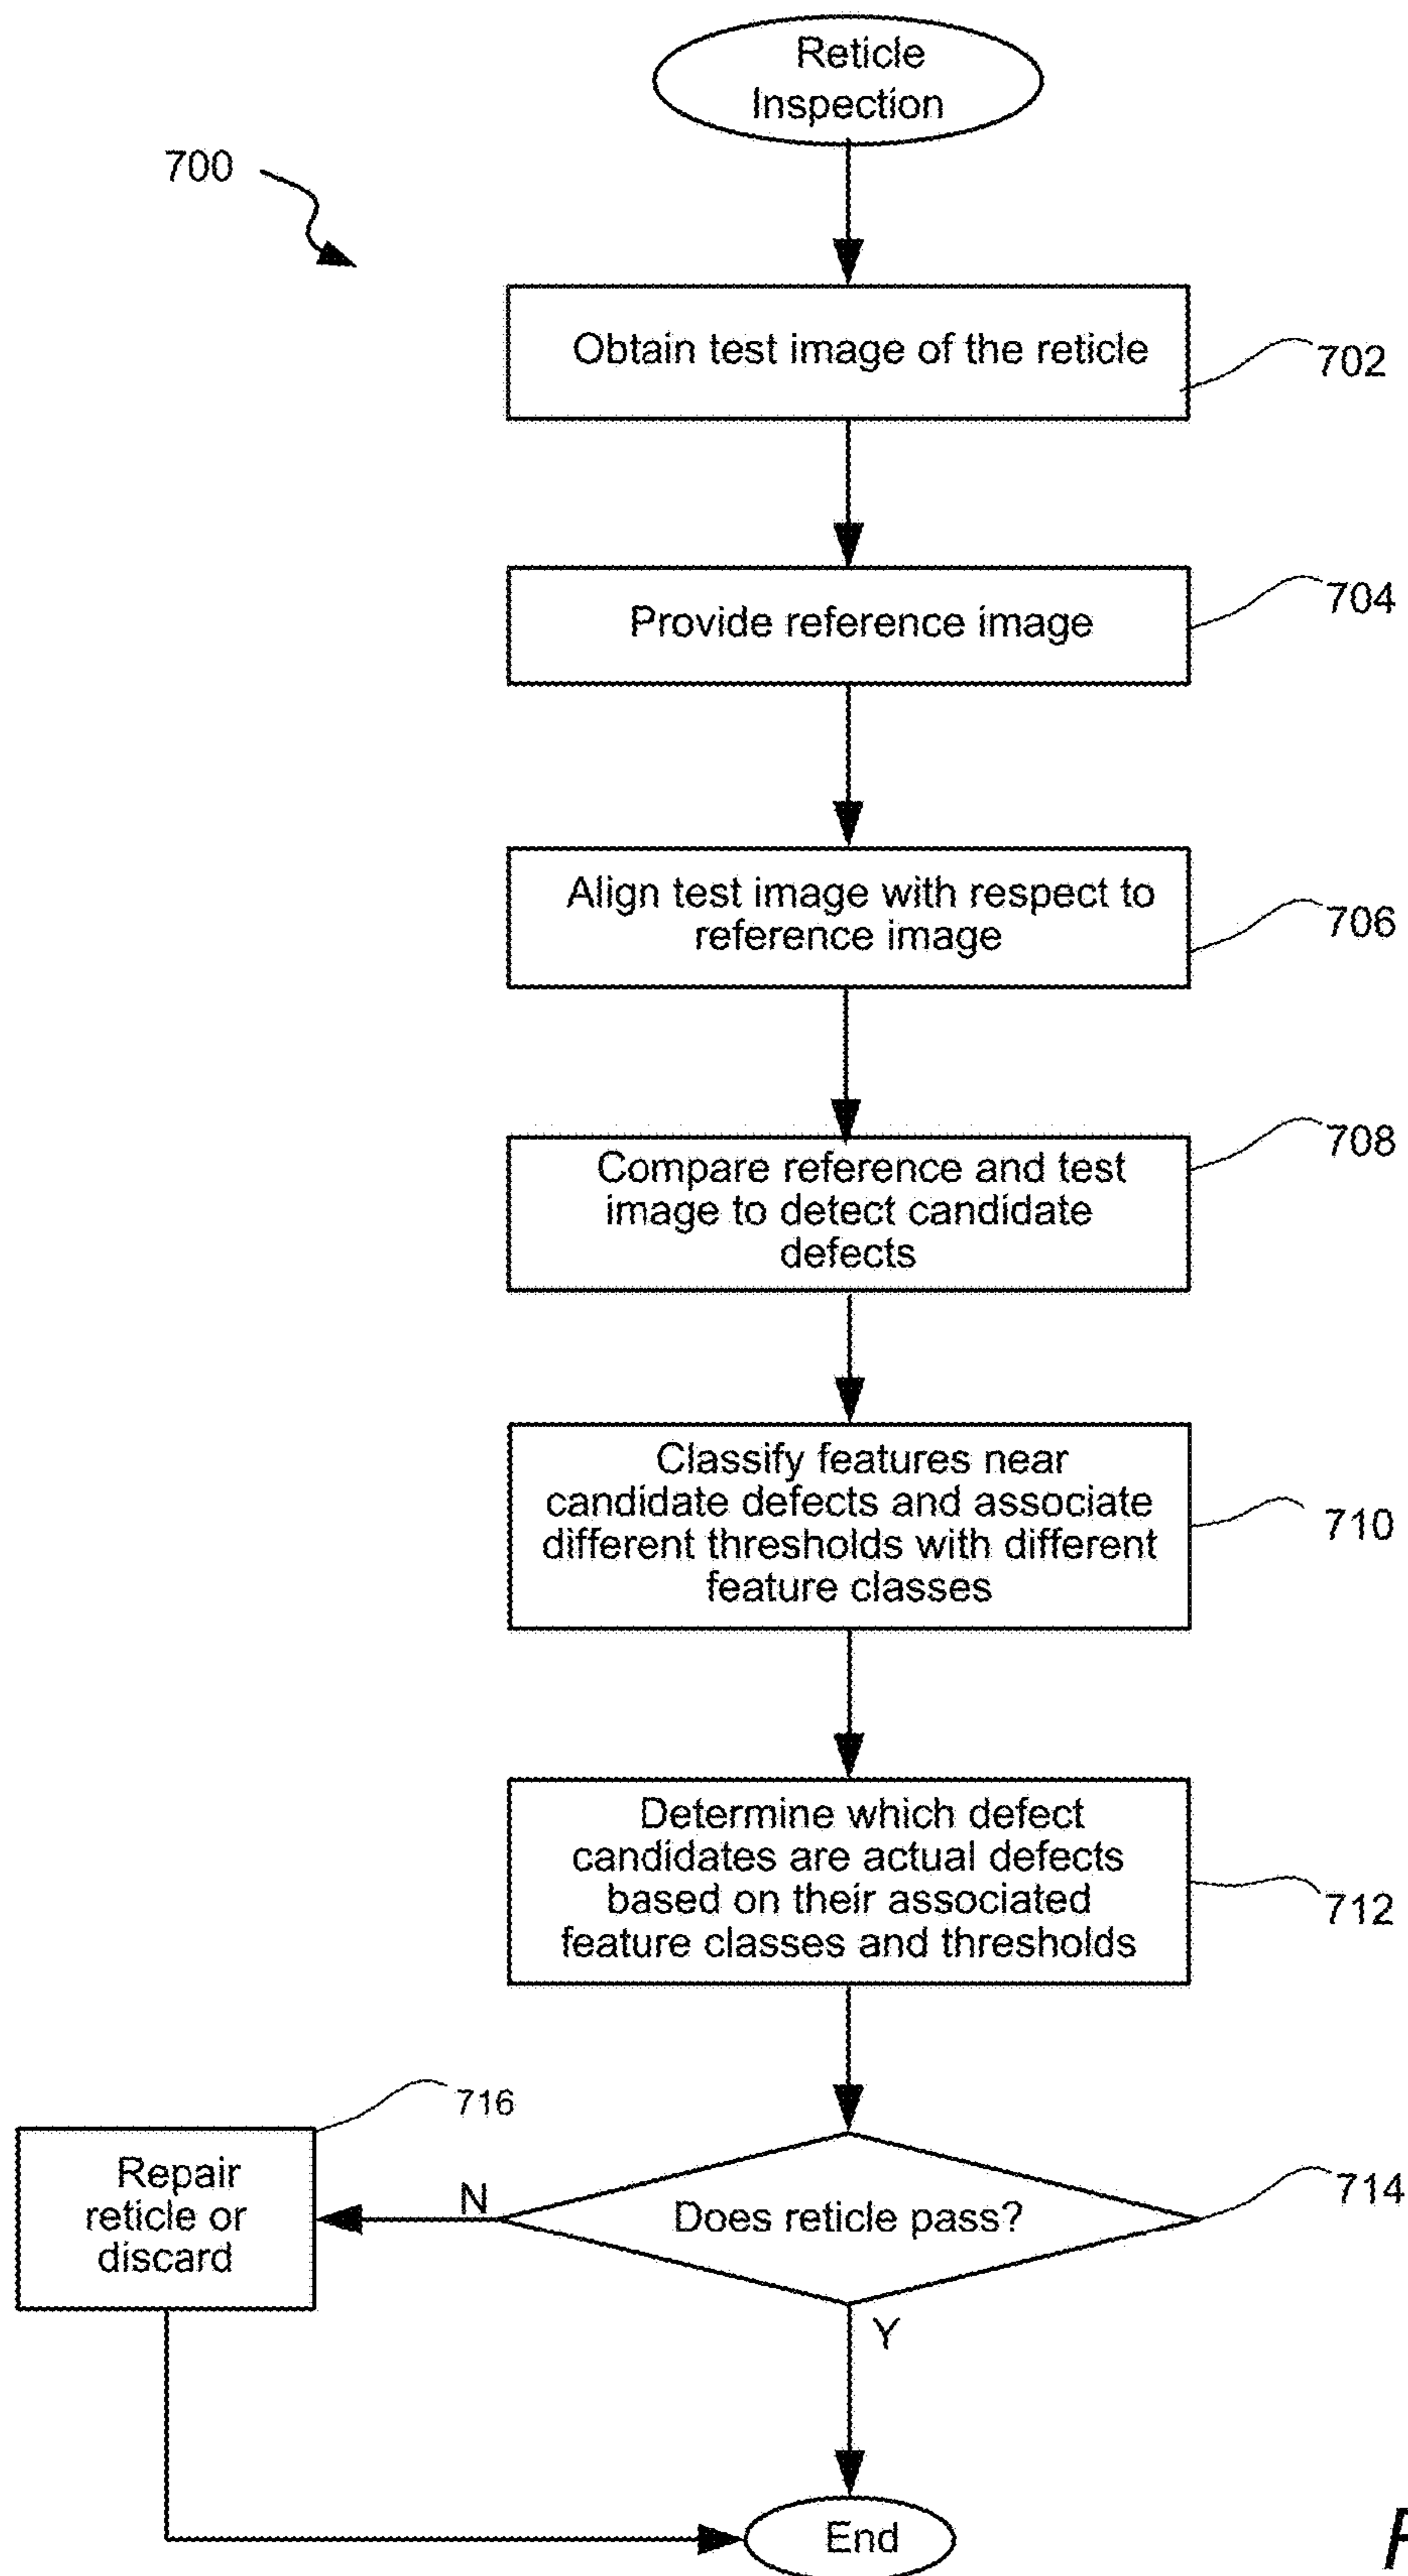 Reticle
Inspection
700
Obtain test image of the reticle
702
Provide reference image
704
Align test image with respect to
reference image
706
Compare reference and test
image to detect candidate
defects
708
Classify features near
candidate defects and associate
different thresholds with different
feature classes
710
Determine which defect
candidates are actual defects
based on their associated
feature classes and thresholds
712
716
Repair
reticle or
discard
N
Does reticle pass?
714
Y
End